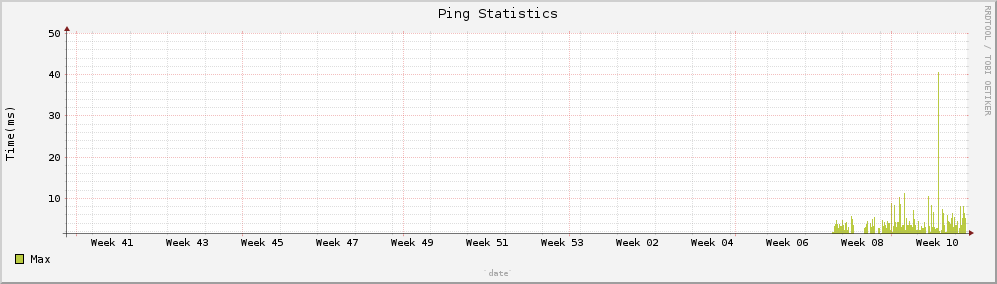 Ping Statistics
RRDTOOL / TOBI OETIKER
Time(ms)
50
40
30
20
10
Week 41 Week 43 Week 45 Week 47 Week 49 Week 51 Week 53 Week 02 Week 04 Week 06 Week 08 Week 10
Max
`date`